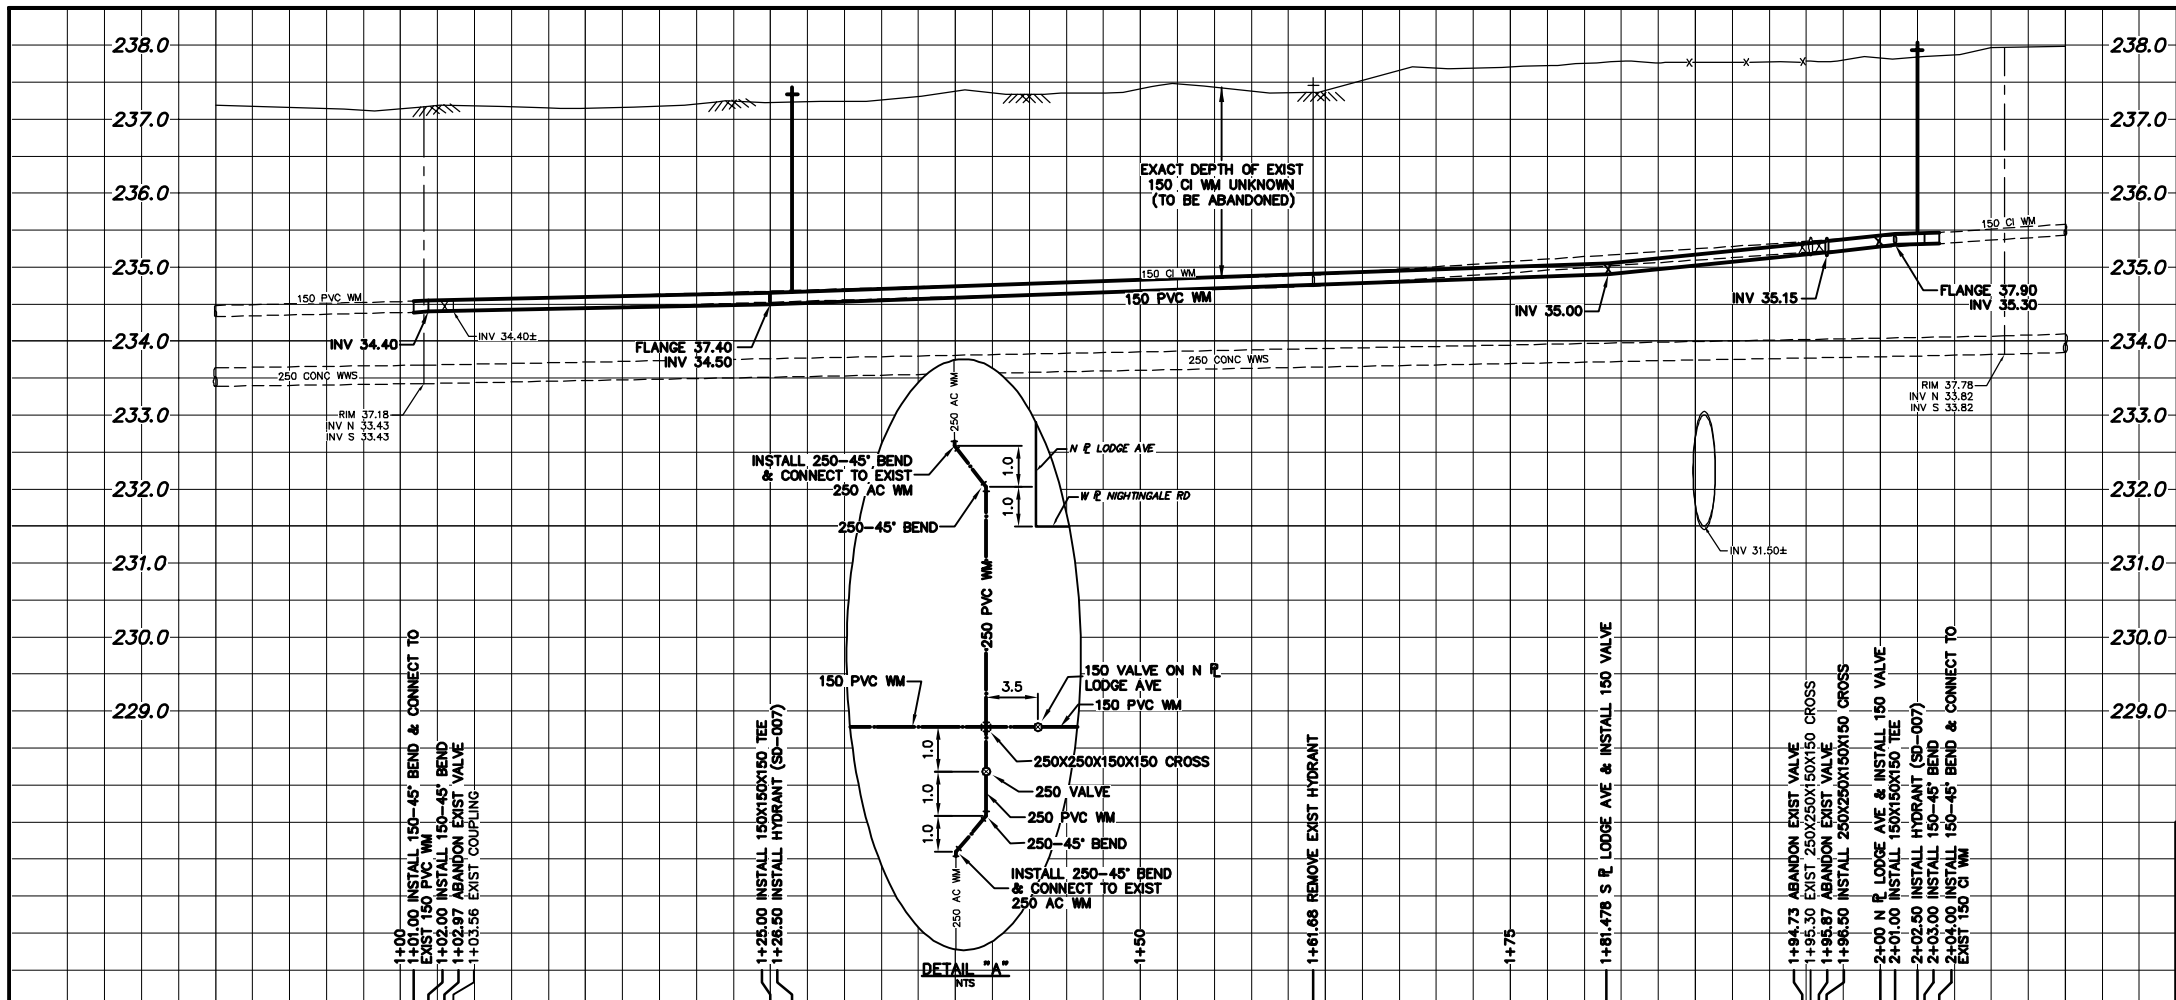 238.0
238.0
237.0
237.0
236.0
236.0
235.0
235.0
234.0
234.0
233.0
233.0
232.0
232.0
231.0
231.0
230.0
230.0
229.0
229.0
EXACT DEPTH OF EXIST
150 CI WM UNKNOWN
(TO BE ABANDONED)
150 PVC WM
150 CI WM
150 PVC WM
150 CI WM
INV 34.40
INV 34.40±
FLANGE 37.40
INV 34.50
INV 35.00
INV 35.15
FLANGE 37.90
INV 35.30
250 CONC WWS
250 CONC WWS
RIM 37.18
INV N 33.43
INV S 33.43
RIM 37.78
INV N 33.82
INV S 33.82
INV 31.50±
250 AC WM
INSTALL 250-45° BEND
& CONNECT TO EXIST
250 AC WM
250-45° BEND
1.0
1.0
N ⅊ LODGE AVE
W ⅊ NIGHTINGALE RD
250 PVC WM
150 PVC WM
3.5
150 VALVE ON N ⅊
LODGE AVE
150 PVC WM
1.0
1.0
1.0
250X250X150X150 CROSS
250 VALVE
250 PVC WM
250-45° BEND
INSTALL 250-45° BEND
& CONNECT TO EXIST
250 AC WM
250 AC WM
DETAIL "A"
NTS
1+00
1+01.00 INSTALL 150-45° BEND & CONNECT TO
EXIST 150 PVC WM
1+02.00 INSTALL 150-45° BEND
1+02.97 ABANDON EXIST VALVE
1+03.56 EXIST COUPLING
1+25.00 INSTALL 150X150X150 TEE
1+26.50 INSTALL HYDRANT (SD-007)
1+50
1+61.68 REMOVE EXIST HYDRANT
1+75
1+81.478 S ⅊ LODGE AVE & INSTALL 150 VALVE
1+94.73 ABANDON EXIST VALVE
1+95.30 EXIST 250X250X150X150 CROSS
1+95.87 ABANDON EXIST VALVE
1+96.50 INSTALL 250X250X150X150 CROSS
2+00 N ⅊ LODGE AVE & INSTALL 150 VALVE
2+01.00 INSTALL 150X150X150 TEE
2+02.50 INSTALL HYDRANT (SD-007)
2+03.00 INSTALL 150-45° BEND
2+04.00 INSTALL 150-45° BEND & CONNECT TO
EXIST 150 CI WM